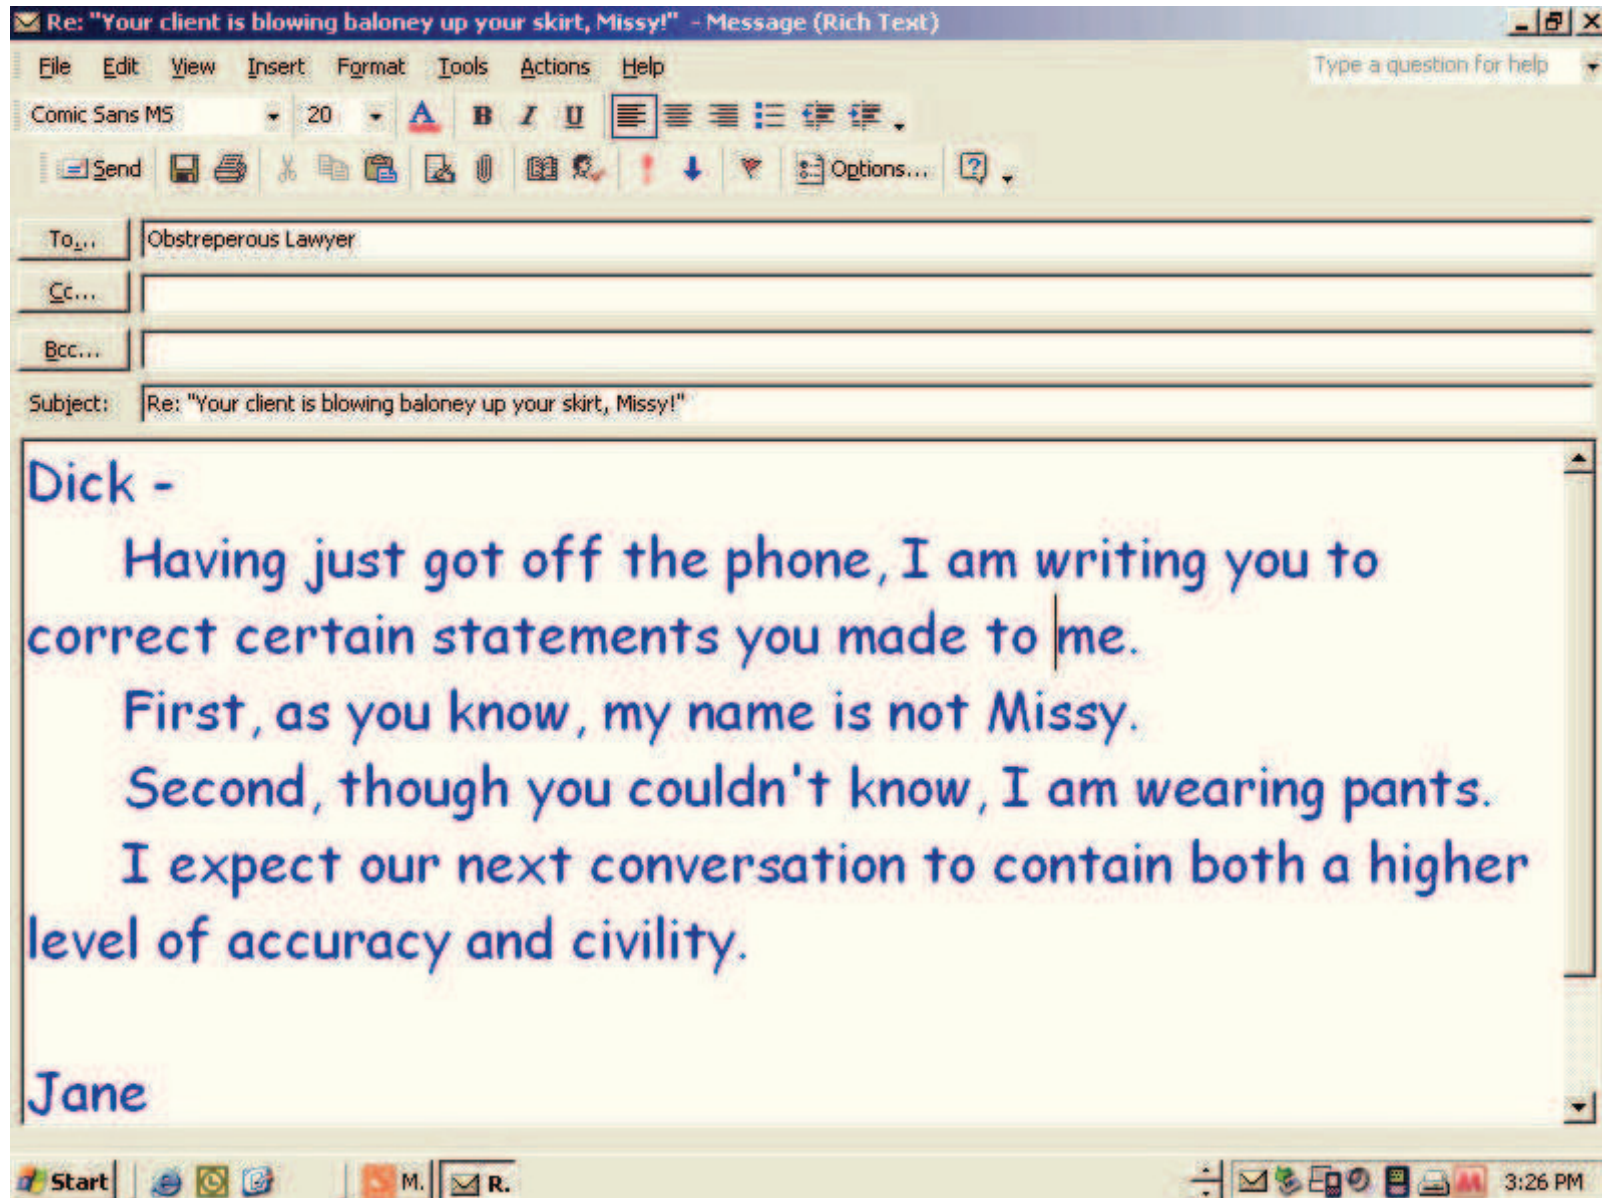 Re: "Your client is blowing baloney up your skirt, Missy!" - Message (Rich Text)
File Edit View Insert Format Tools Actions Help Type a question for help
Comic Sans MS 20 A B I U
Send Options...
To... Obstreperous Lawyer
Cc...
Bcc...
Subject: Re: "Your client is blowing baloney up your skirt, Missy!"
Dick -
Having just got off the phone, I am writing you to
correct certain statements you made to me.
First, as you know, my name is not Missy.
Second, though you couldn't know, I am wearing pants.
I expect our next conversation to contain both a higher
level of accuracy and civility.
Jane
Start M. R. 3:26 PM